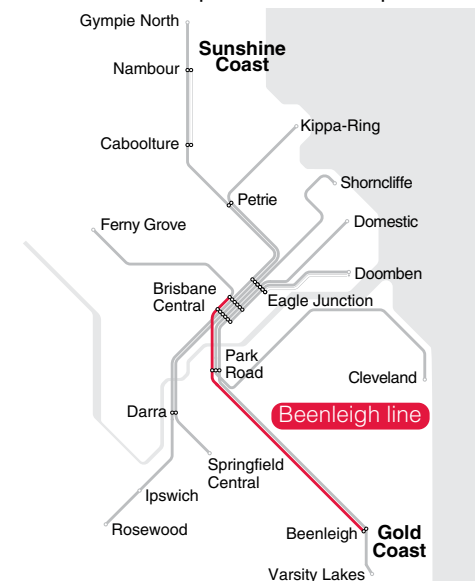 Gympie North
Sunshine
Coast
Nambour
Kippa-Ring
Caboolture
Shorncliffe
Petrie
Ferny Grove
Domestic
Doomben
Brisbane
Central
Eagle Junction
Park
Road
Cleveland
Darra
Beenleigh line
Springfield
Central
Ipswich
Rosewood
Beenleigh
Gold
Coast
Varsity Lakes